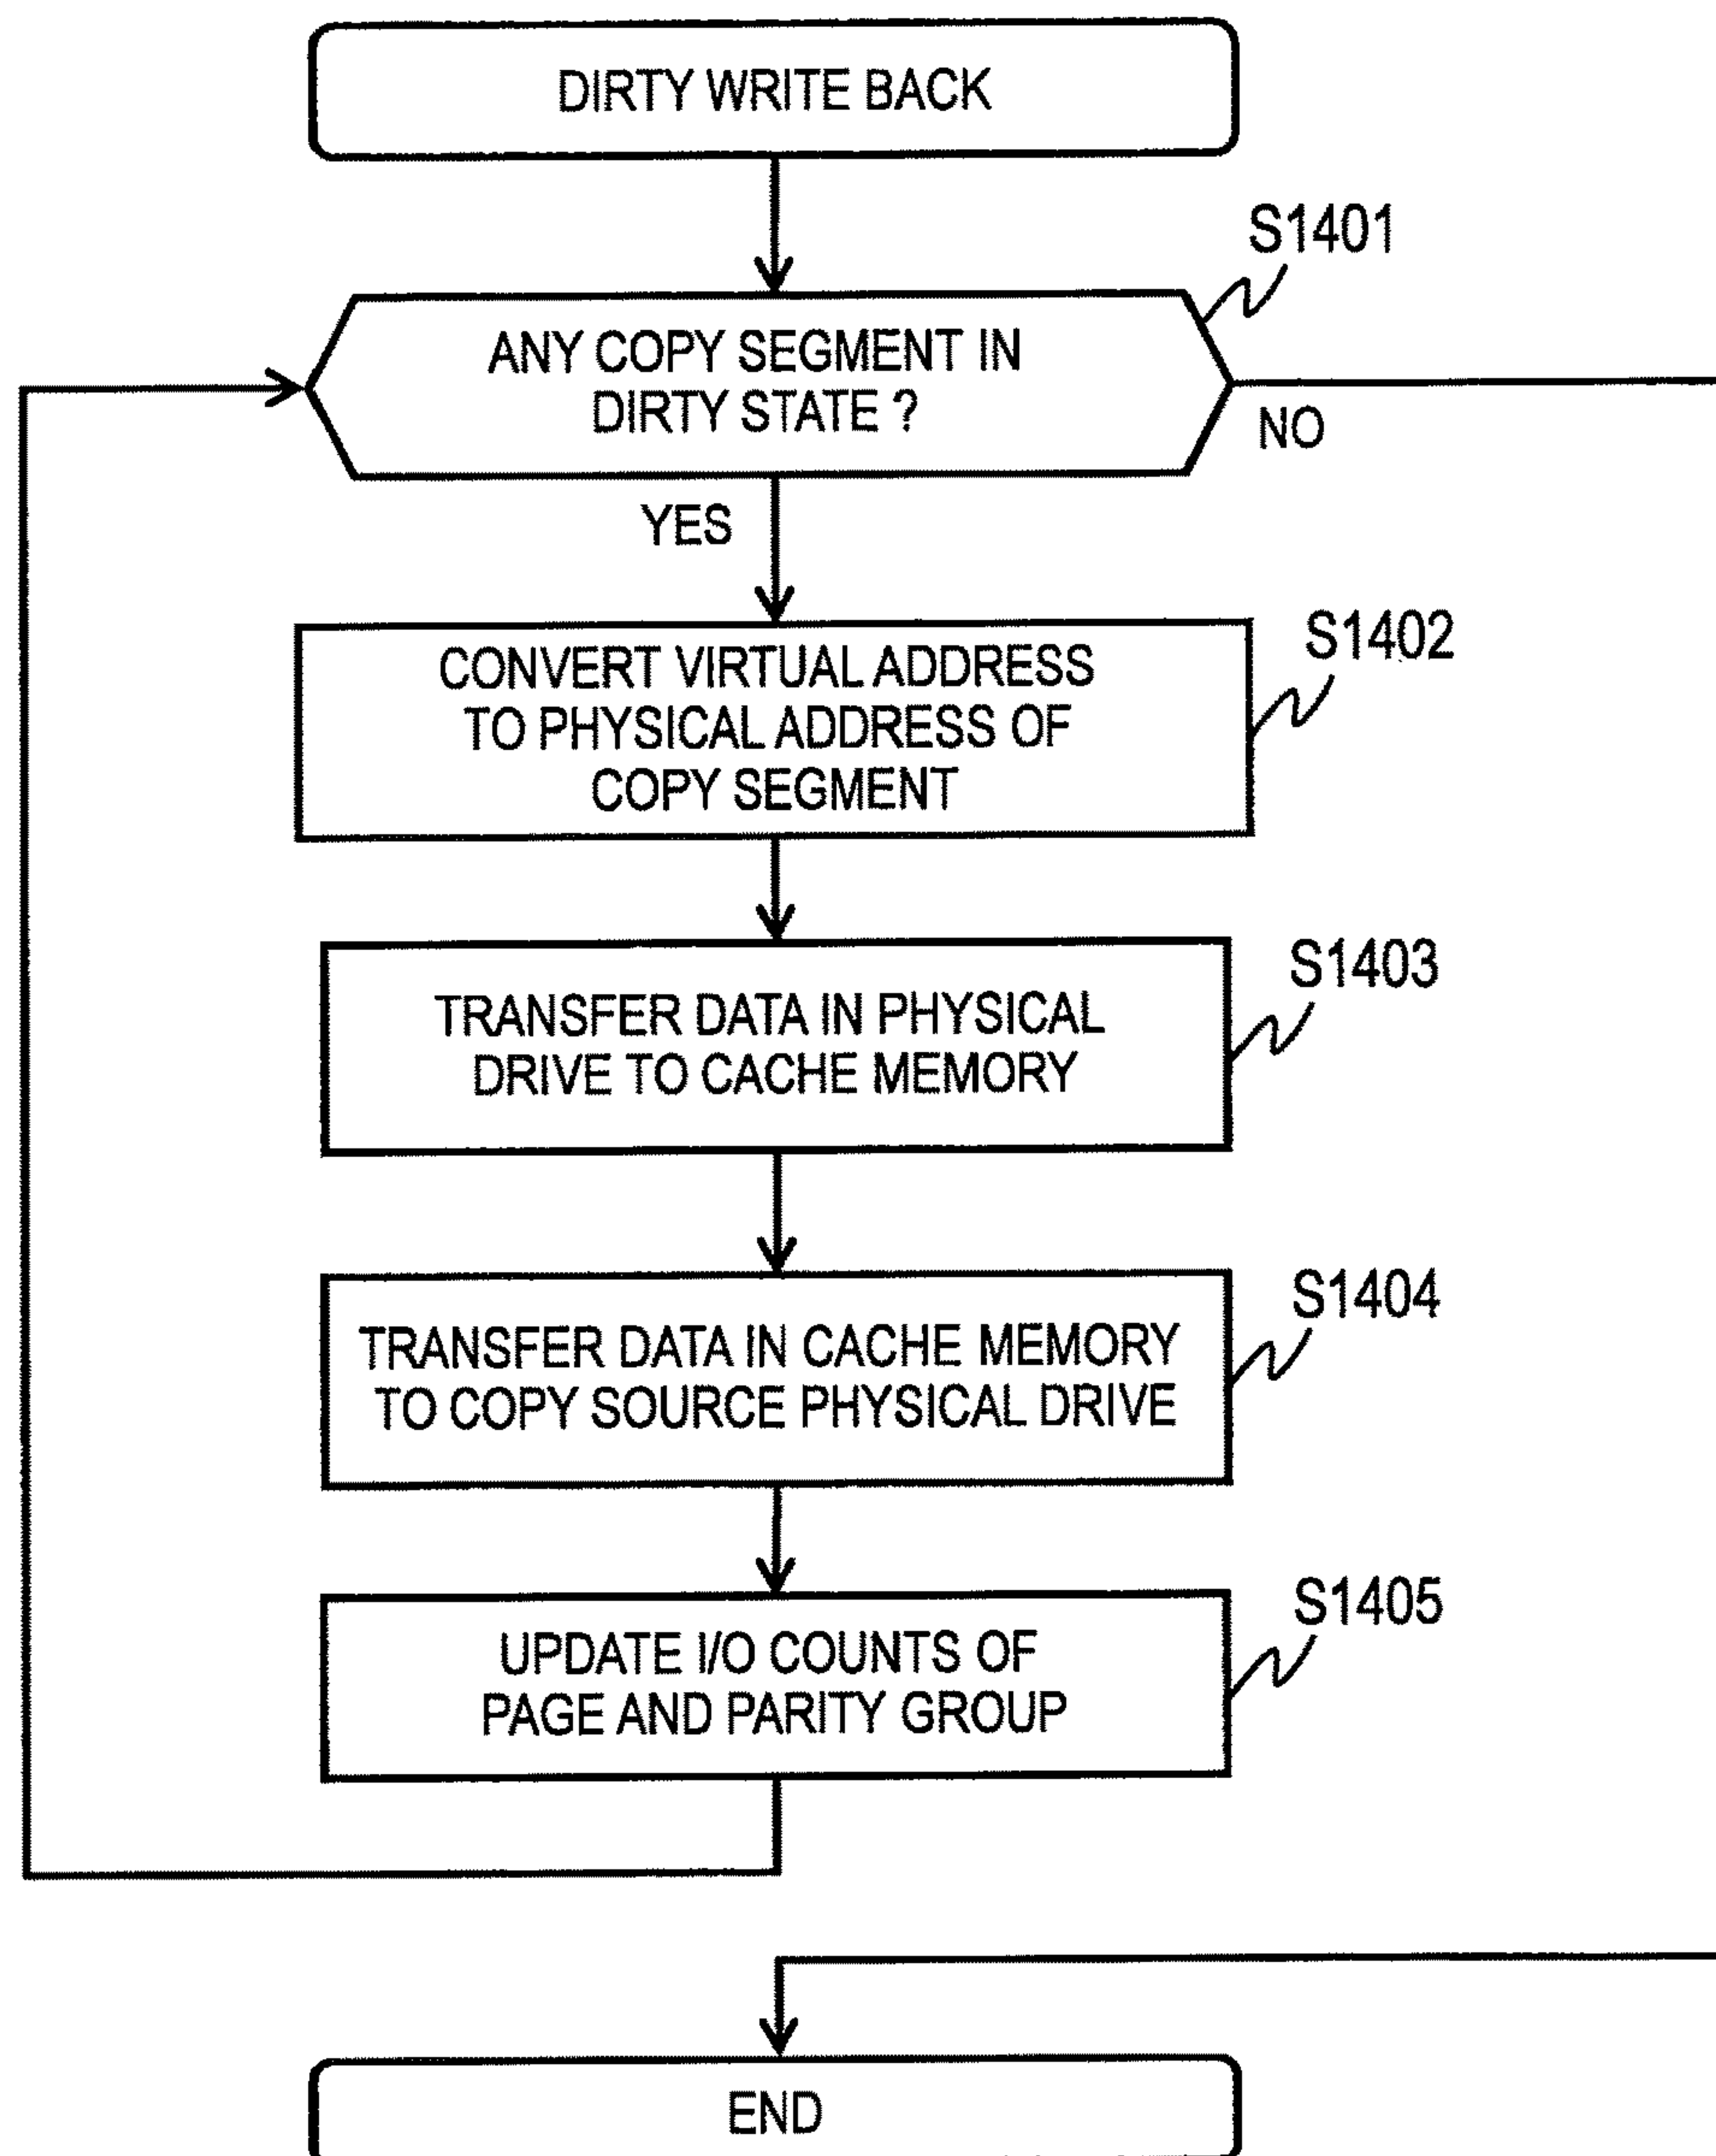 DIRTY WRITE BACK
S1401
ANY COPY SEGMENT IN
DIRTY STATE ?
NO
YES
S1402
CONVERT VIRTUAL ADDRESS
TO PHYSICAL ADDRESS OF
COPY SEGMENT
S1403
TRANSFER DATA IN PHYSICAL
DRIVE TO CACHE MEMORY
S1404
TRANSFER DATA IN CACHE MEMORY
TO COPY SOURCE PHYSICAL DRIVE
S1405
UPDATE I/O COUNTS OF
PAGE AND PARITY GROUP
END